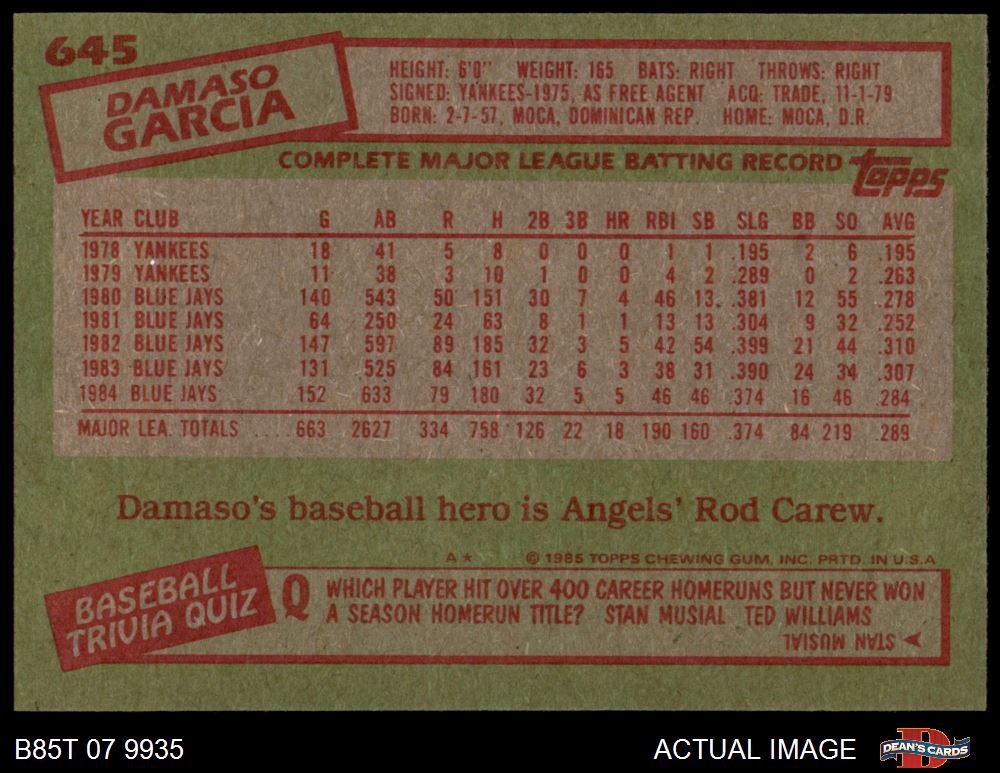 645
DAMASO
GARCIA
HEIGHT: 6'0" WEIGHT: 165 BATS: RIGHT THROWS: RIGHT
SIGNED: YANKEES-1975, AS FREE AGENT ACQ: TRADE, 11-1-79
BORN: 2-7-57, MOCA, DOMINICAN REP. HOME: MOCA, D.R.
COMPLETE MAJOR LEAGUE BATTING RECORD
topps
YEAR CLUB G AB R H 2B 3B HR RBI SB SLG BB SO AVG
1978 YANKEES 18 41 5 8 0 0 0 1 1 .195 2 6 .195
1979 YANKEES 11 38 3 10 1 0 0 4 2 .289 0 2 .263
1980 BLUE JAYS 140 543 50 151 30 7 4 46 13 .381 12 55 .278
1981 BLUE JAYS 64 250 24 63 8 1 1 13 13 .304 9 32 .252
1982 BLUE JAYS 147 597 89 185 32 3 5 42 54 .399 21 44 .310
1983 BLUE JAYS 131 525 84 161 23 6 3 38 31 .390 24 34 .307
1984 BLUE JAYS 152 633 79 180 32 5 5 46 46 .374 16 46 .284
MAJOR LEA. TOTALS ....663 2627 334 758 126 22 18 190 160 .374 84 219 .289
Damaso's baseball hero is Angels' Rod Carew.
A★ © 1985 TOPPS CHEWING GUM, INC. PRTD. IN U.S.A
BASEBALL
TRIVIA QUIZ
Q WHICH PLAYER HIT OVER 400 CAREER HOMERUNS BUT NEVER WON
A SEASON HOMERUN TITLE? STAN MUSIAL TED WILLIAMS
STAN MUSIAL
B85T 07 9935
ACTUAL IMAGE
D
DEAN'S CARDS